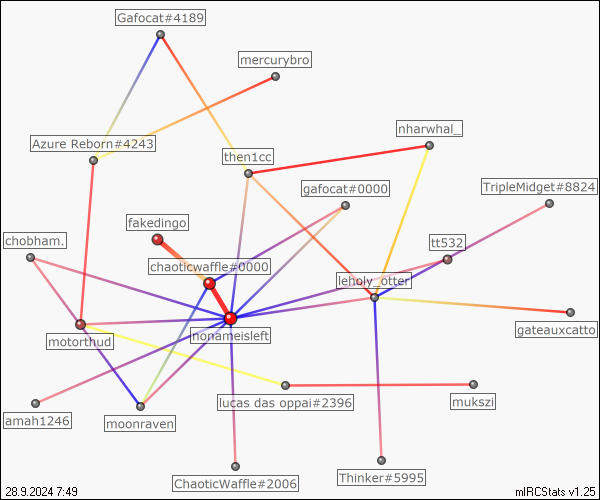 Gafocat#4189
mercurybro
nharwhal_
Azure Reborn#4243
then1cc
gafocat#0000
TripleMidget#8824
fakedingo
chobham.
tt532
chaoticwaffle#0000
leholy_otter
nonameisleft
gateauxcatto
motorthud
lucas das oppai#2396
mukszi
amah1246
moonraven
ChaoticWaffle#2006
Thinker#5995
28.9.2024 7:49
mIRCStats v1.25